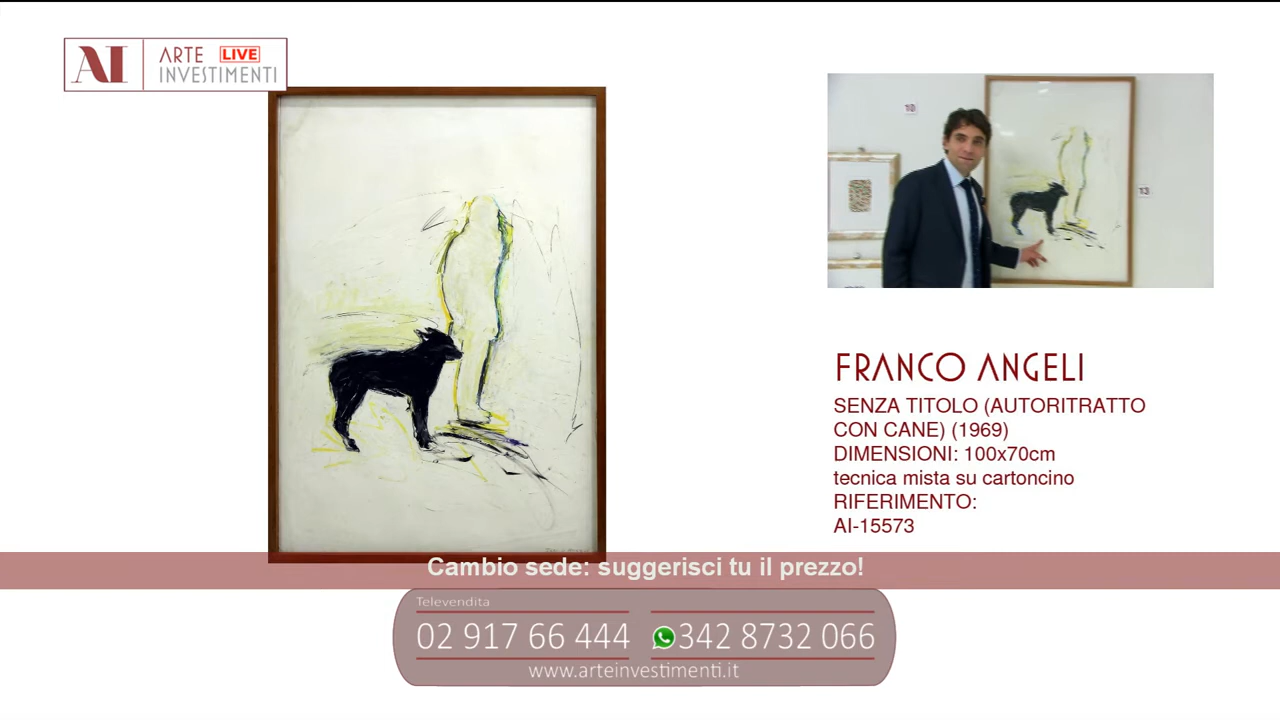 AI
ARTE LIVE
INVESTIMENTI
10
13
FRANCO ANGELI
SENZA TITOLO (AUTORITRATTO
CON CANE) (1969)
DIMENSIONI: 100x70cm
tecnica mista su cartoncino
RIFERIMENTO:
AI-15573
Cambio sede: suggerisci tu il prezzo!
Televendita
02 917 66 444 342 8732 066
www.arteinvestimenti.it